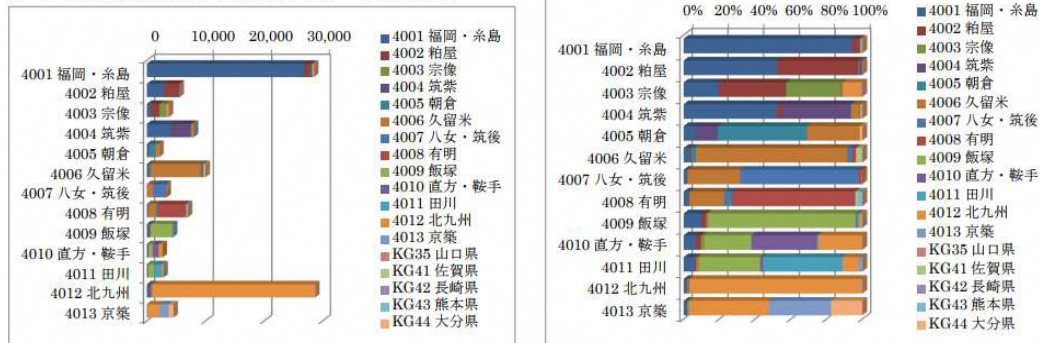 0 10,000 20,000 30,000
4001 福岡・糸島
4002 粕屋
4003 宗像
4004 筑紫
4005 朝倉
4006 久留米
4007 八女・筑後
4008 有明
4009 飯塚
4010 直方・鞍手
4011 田川
4012 北九州
4013 京築
4001 福岡・糸島
4002 粕屋
4003 宗像
4004 筑紫
4005 朝倉
4006 久留米
4007 八女・筑後
4008 有明
4009 飯塚
4010 直方・鞍手
4011 田川
4012 北九州
4013 京築
KG35 山口県
KG41 佐賀県
KG42 長崎県
KG43 熊本県
KG44 大分県
0% 20% 40% 60% 80% 100%
4001 福岡・糸島
4002 粕屋
4003 宗像
4004 筑紫
4005 朝倉
4006 久留米
4007 八女・筑後
4008 有明
4009 飯塚
4010 直方・鞍手
4011 田川
4012 北九州
4013 京築
4001 福岡・糸島
4002 粕屋
4003 宗像
4004 筑紫
4005 朝倉
4006 久留米
4007 八女・筑後
4008 有明
4009 飯塚
4010 直方・鞍手
4011 田川
4012 北九州
4013 京築
KG35 山口県
KG41 佐賀県
KG42 長崎県
KG43 熊本県
KG44 大分県